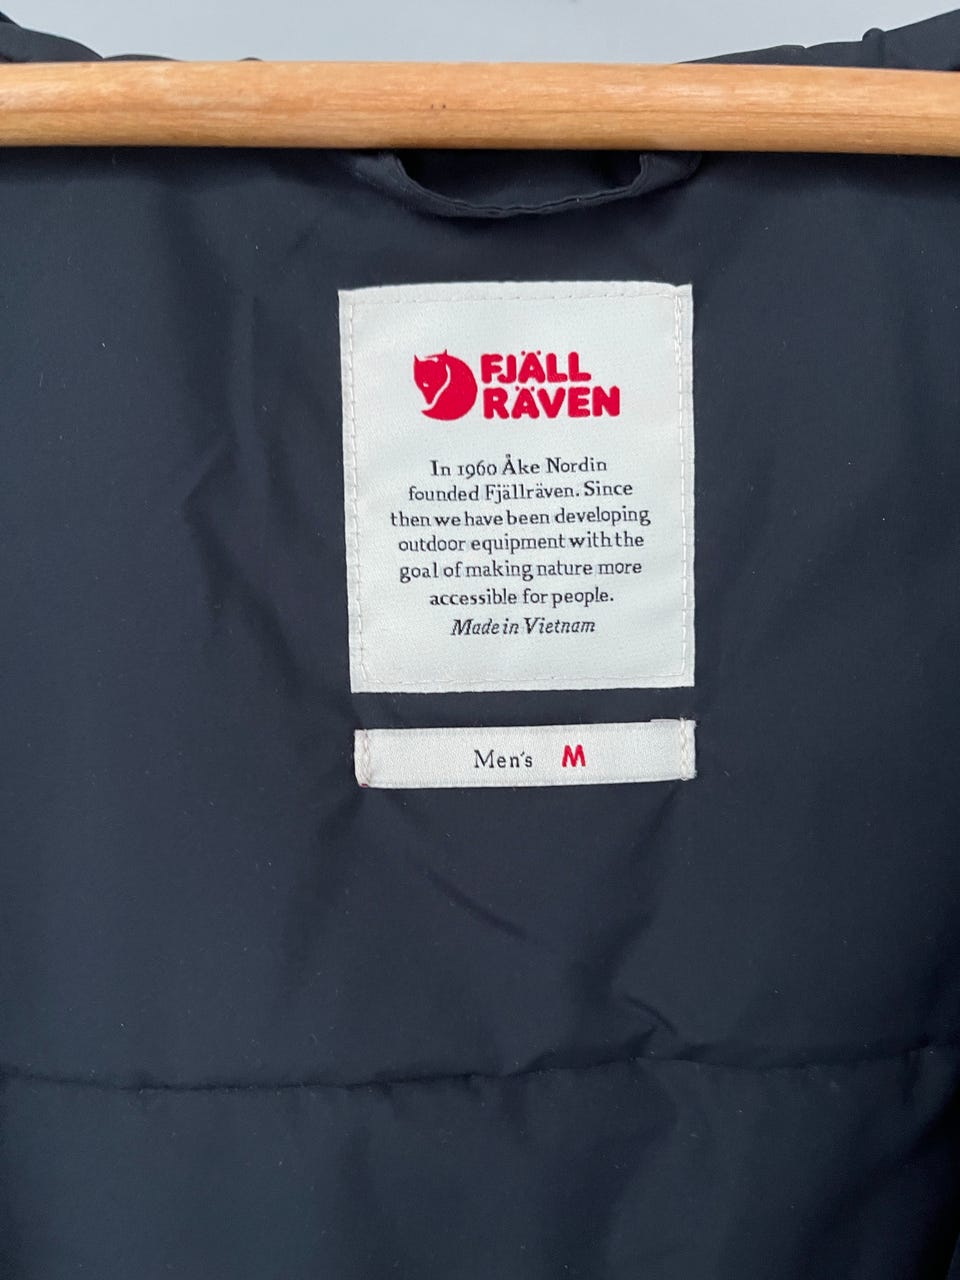 FJÄLL
RÄVEN
In 1960 Åke Nordin
founded Fjällräven. Since
then we have been developing
outdoor equipment with the
goal of making nature more
accessible for people.
Made in Vietnam
Men's M